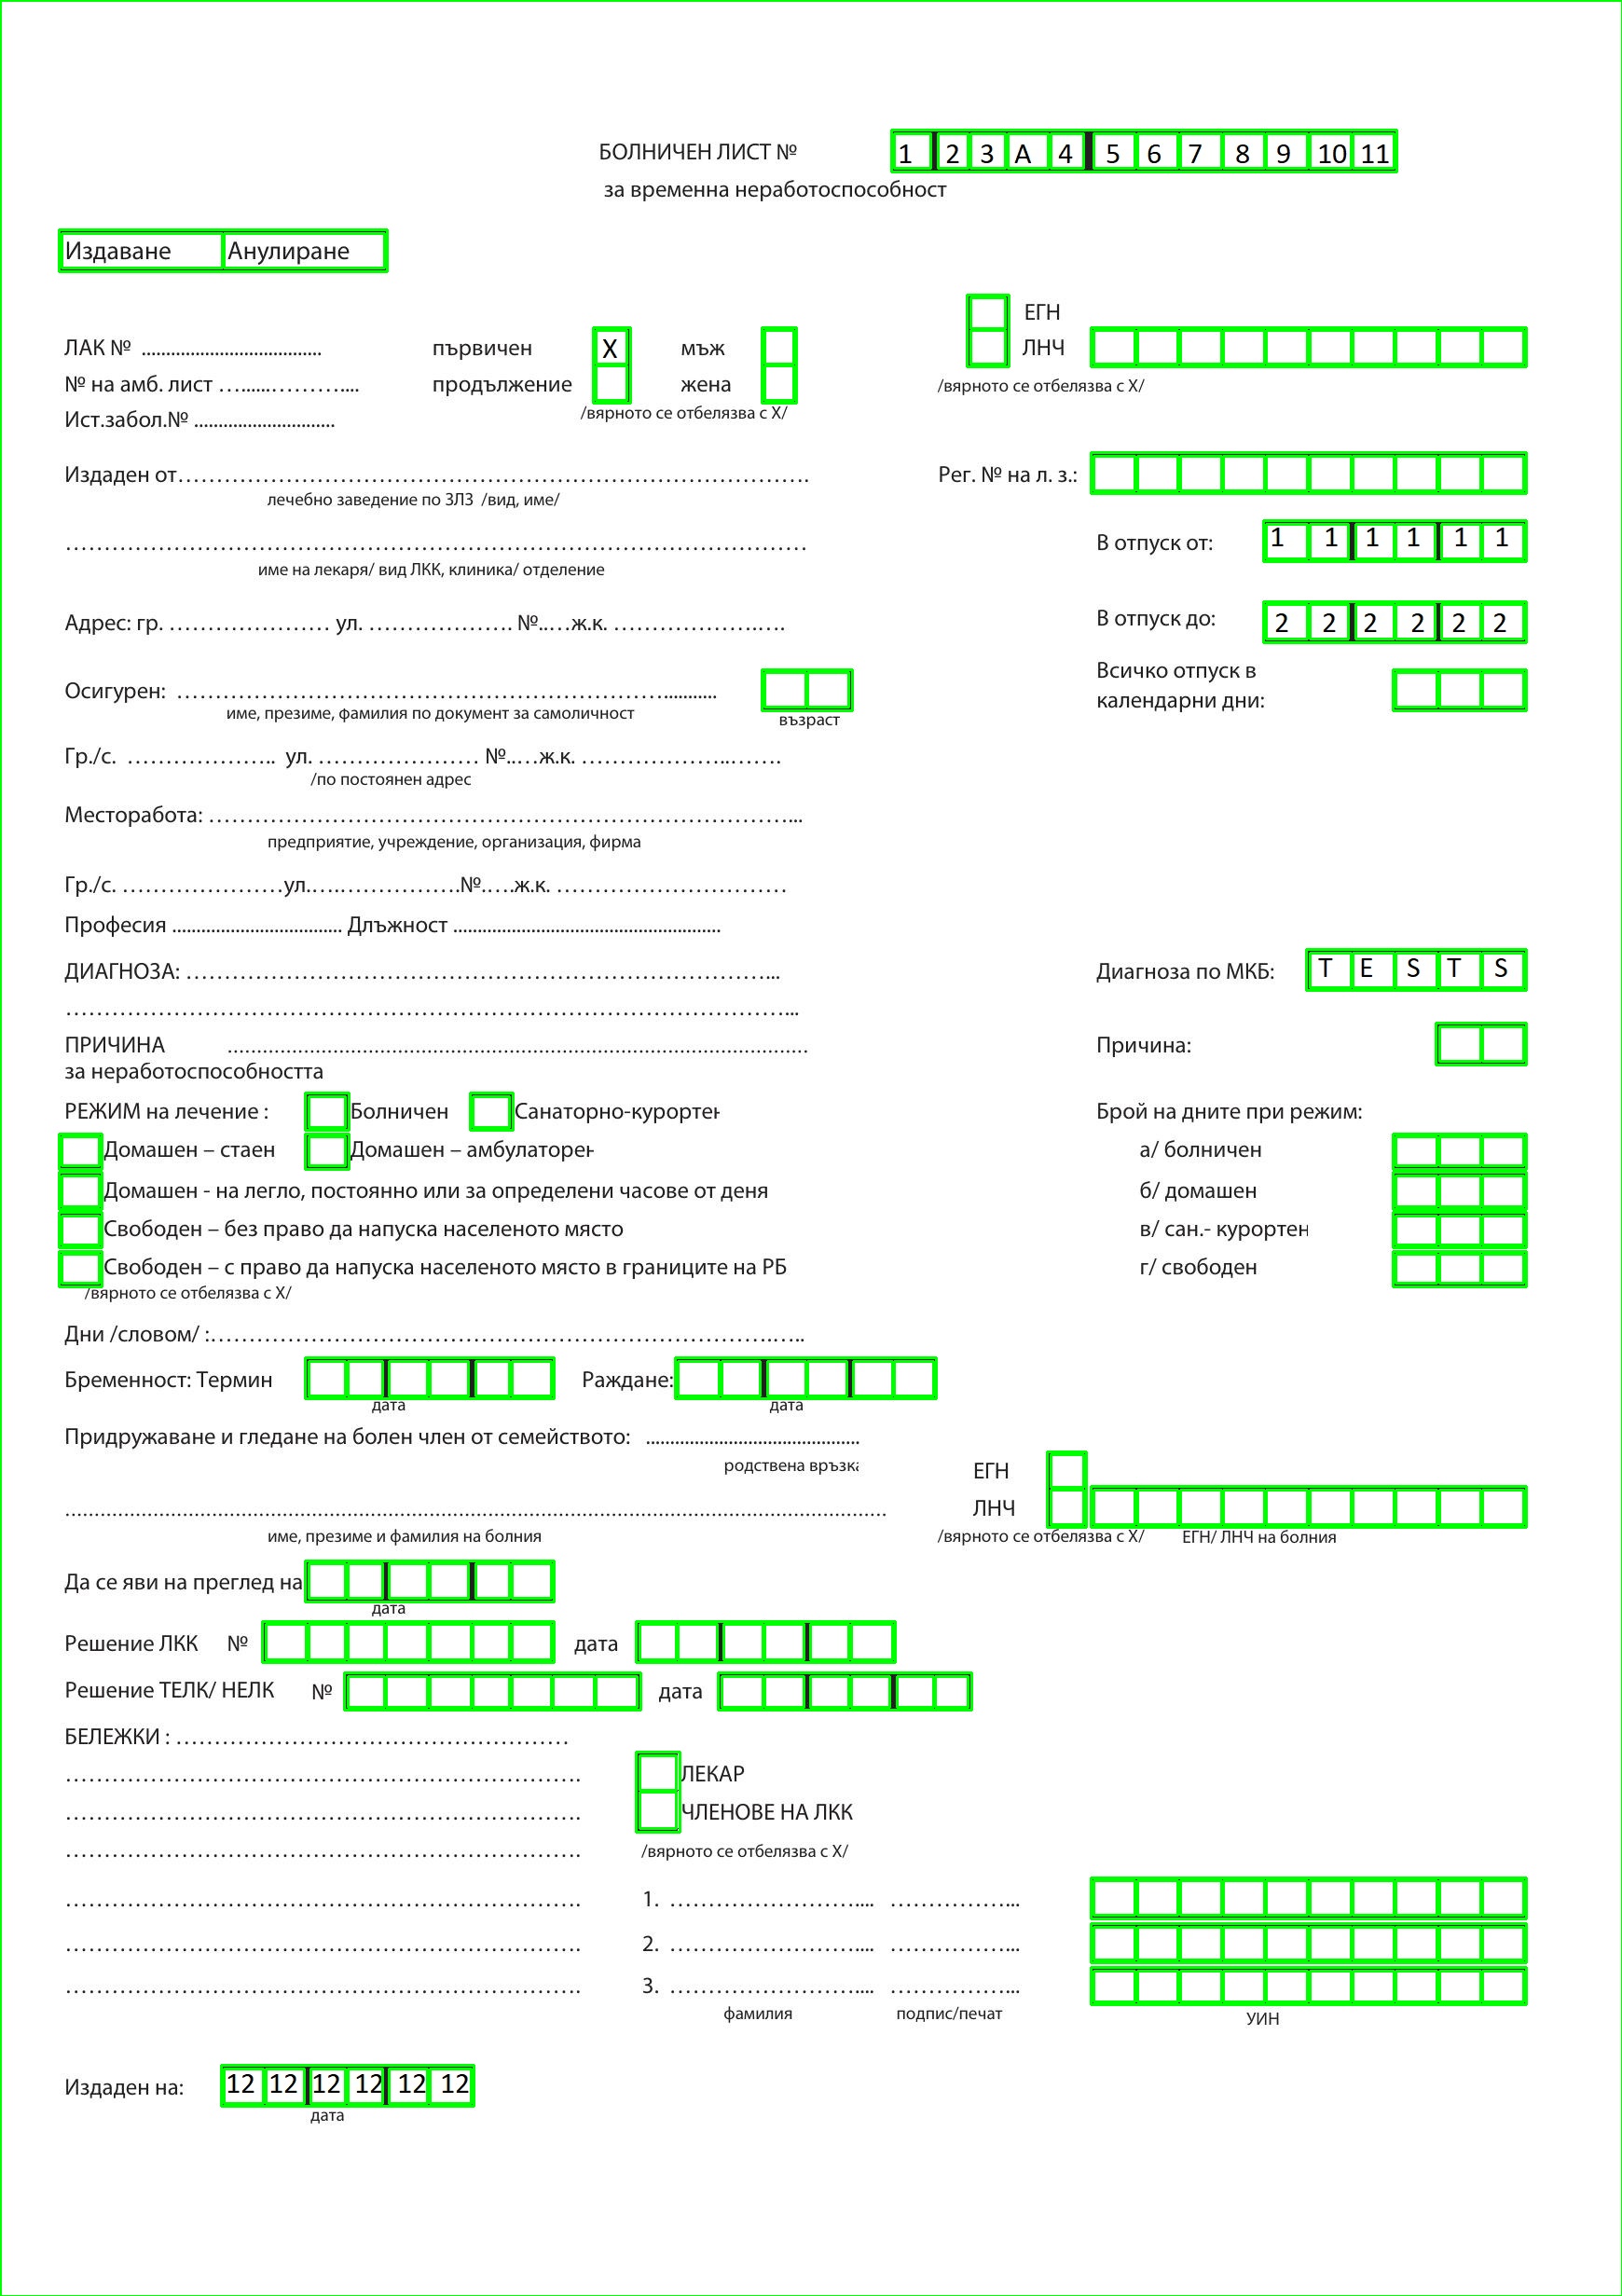 БОЛНИЧЕН ЛИСТ № 1 2 3 A 4 5 6 7 8 9 10 11
за временна неработоспособност
Издаване Анулиране
ЕГН
ЛАК № ..................................... първичен X мъж ЛНЧ
№ на амб. лист …......………... продължение жена /вярното се отбелязва с X/
/вярното се отбелязва с X/
Ист.забол.№ .............................
Издаден от……………………………………………………………………. Рег. № на л. з.:
лечебно заведение по ЗЛЗ /вид, име/
…………………………………………………………………………………. В отпуск от: 1 1 1 1 1 1
име на лекаря/ вид ЛКК, клиника/ отделение
Адрес: гр. ………………… ул. ………………. №..…ж.к. ……………….….. В отпуск до: 2 2 2 2 2 2
Всичко отпуск в
Осигурен: …………………………………………………….......... календарни дни:
име, презиме, фамилия по документ за самоличност възраст
Гр./с. ……………….. ул. ………………… №..…ж.к. ………………..…….
/по постоянен адрес
Месторабота: …………………………………………………………………...
предприятие, учреждение, организация, фирма
Гр./с. …………………ул.….…………….№.….ж.к. …………………………
Професия ................................... Длъжност .......................................................
ДИАГНОЗА: …………………………………………………………………... Диагноза по МКБ: T E S T S
…………………………………………………………………………………...
ПРИЧИНА ........................................................................................................................ Причина:
за неработоспособността
РЕЖИМ на лечение : Болничен Санаторно-курортен Брой на дните при режим:
Домашен – стаен Домашен – амбулаторен а/ болничен
Домашен - на легло, постоянно или за определени часове от деня б/ домашен
Свободен – без право да напуска населеното място в/ сан.- курортен
Свободен – с право да напуска населеното място в границите на РБ г/ свободен
/вярното се отбелязва с X/
Дни /словом/ :……………………………………………………………….…..
Бременност: Термин Раждане:
дата дата
Придружаване и гледане на болен член от семейството: ............................................
родствена връзка ЕГН
......................................................................................................................................................................... ЛНЧ
име, презиме и фамилия на болния /вярното се отбелязва с X/ ЕГН/ ЛНЧ на болния
Да се яви на преглед на
дата
Решение ЛКК № дата
Решение ТЕЛК/ НЕЛК № дата
БЕЛЕЖКИ : ……………………………………………
…………………………………………………………. ЛЕКАР
…………………………………………………………. ЧЛЕНОВЕ НА ЛКК
…………………………………………………………. /вярното се отбелязва с X/
…………………………………………………………. 1. …………………….... ……………...
…………………………………………………………. 2. …………………….... ……………...
…………………………………………………………. 3. …………………….... ……………...
фамилия подпис/печат УИН
Издаден на: 12 12 12 12 12 12
дата